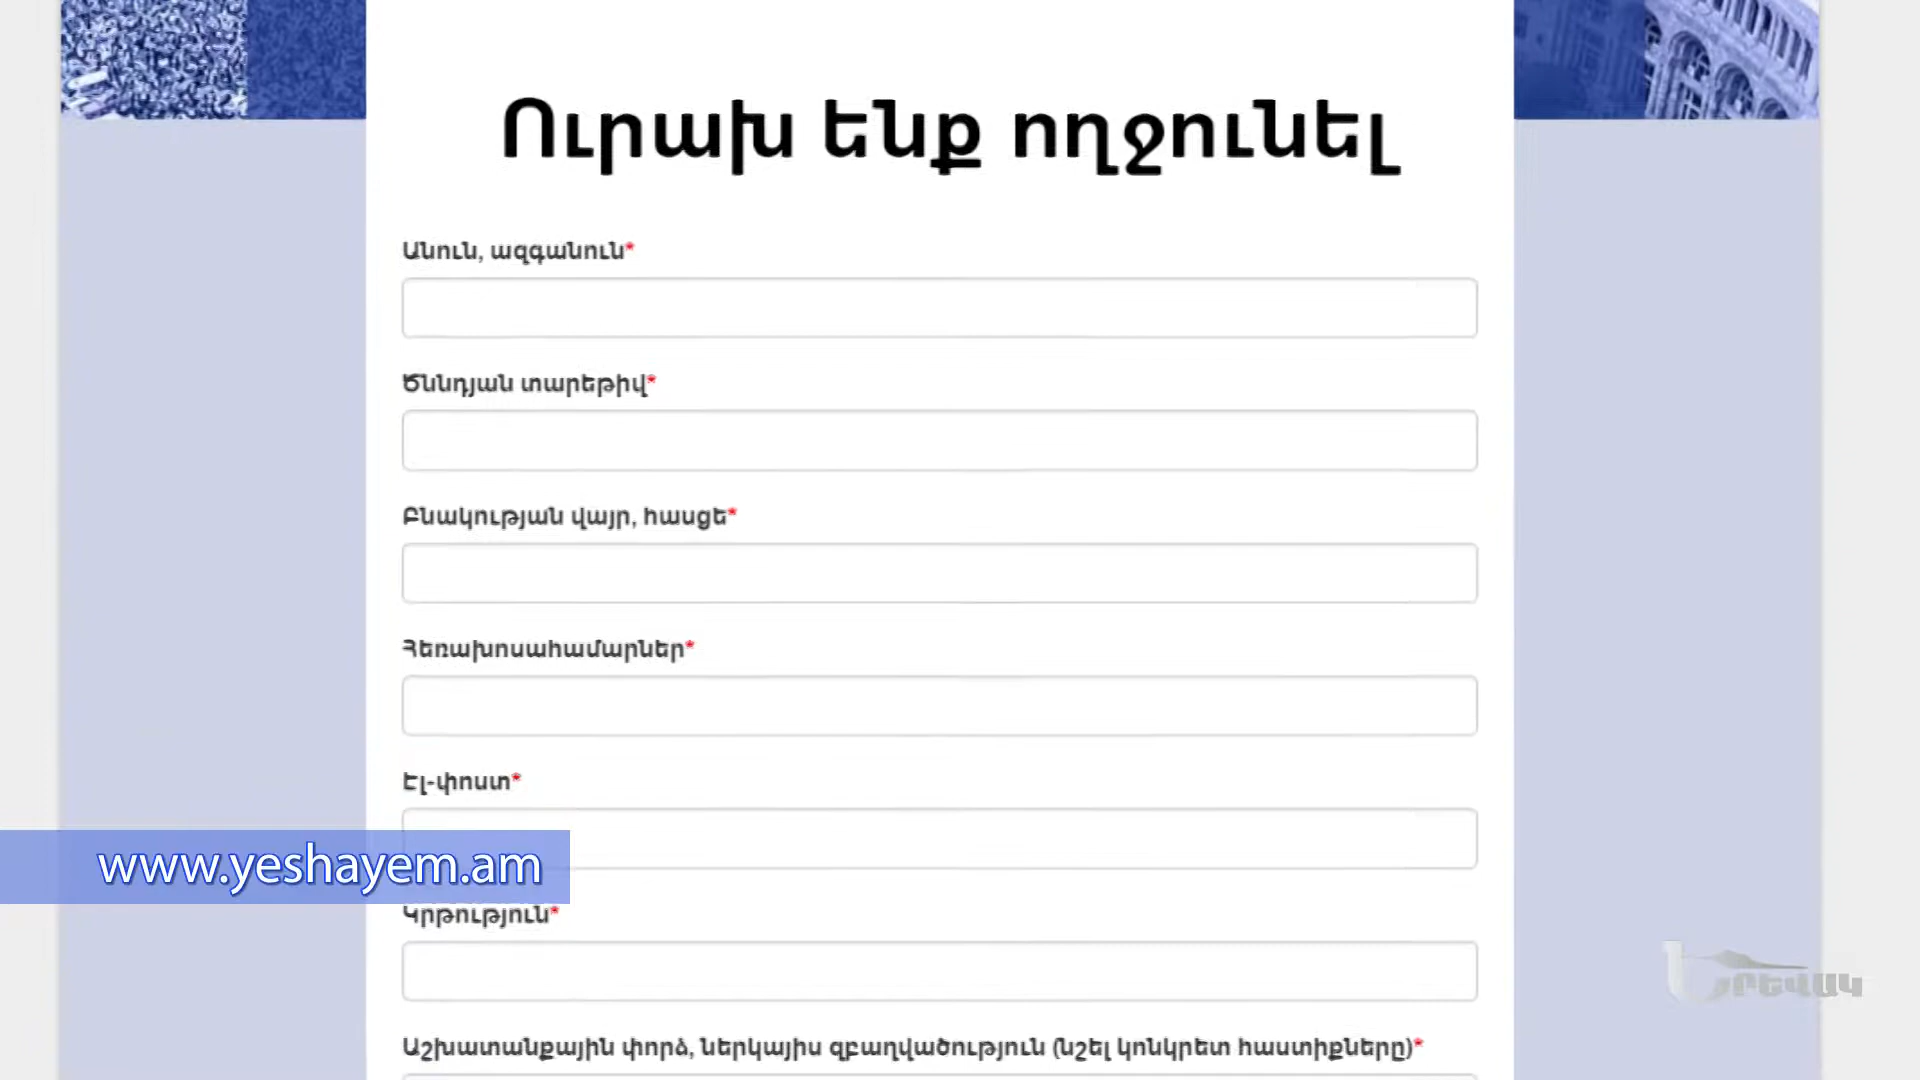 Ուրախ ենք ողջունել
Անուն, ազգանուն*
Ծննդյան տարեթիվ*
Բնակության վայր, հասցե*
Հեռախոսահամարներ*
Էլ-փոստ*
www.yeshayem.am
Կրթություն*
Երևակ
Աշխատանքային փորձ, ներկայիս զբաղվածություն (նշել կոնկրետ հաստիքները)*